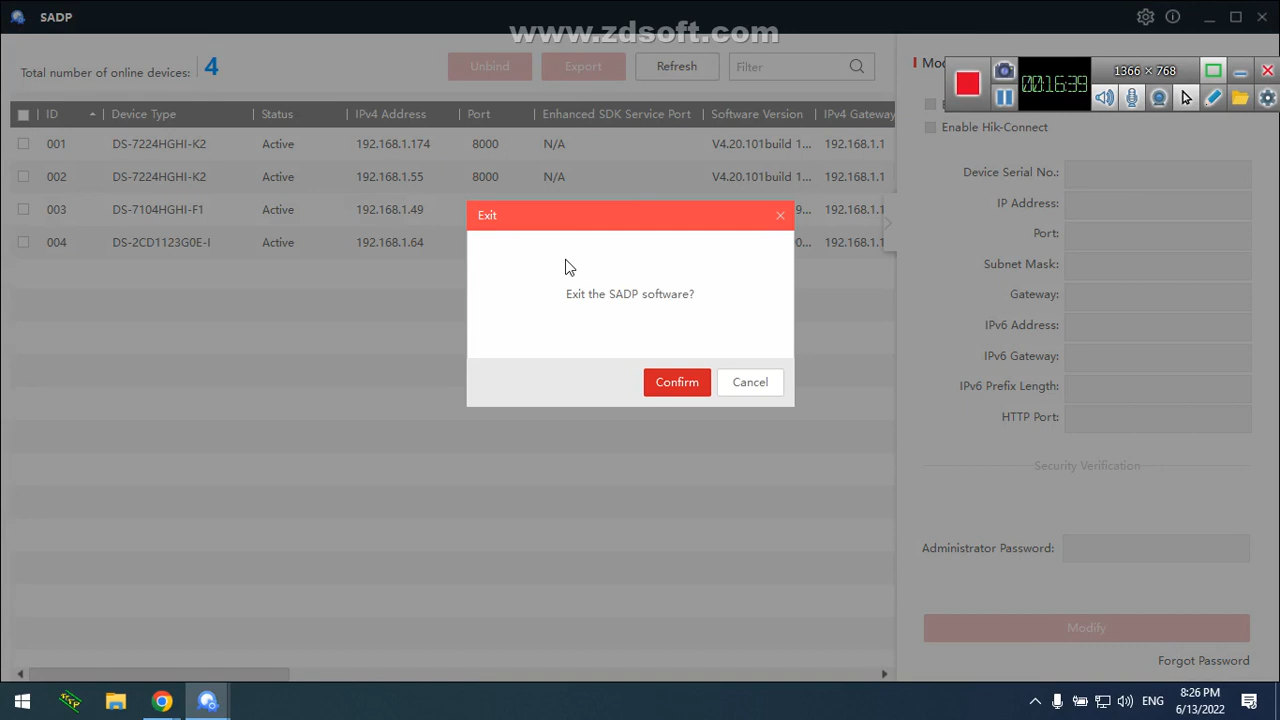 SADP
www.zdsoft.com
Total number of online devices: 4
Unbind
Export
Refresh
Filter
00:16:39
1366 × 768
ID Device Type Status IPv4 Address Port Enhanced SDK Service Port Software Version IPv4 Gateway
001 DS-7224HGHI-K2 Active 192.168.1.174 8000 N/A V4.20.101build 1... 192.168.1.1
002 DS-7224HGHI-K2 Active 192.168.1.55 8000 N/A V4.20.101build 1... 192.168.1.1
003 DS-7104HGHI-F1 Active 192.168.1.49 9... 192.168.1.1
004 DS-2CD1123G0E-I Active 192.168.1.64 0... 192.168.1.1
Exit
Exit the SADP software?
Confirm
Cancel
Enable Hik-Connect
Device Serial No.:
IP Address:
Port:
Subnet Mask:
Gateway:
IPv6 Address:
IPv6 Gateway:
IPv6 Prefix Length:
HTTP Port:
Security Verification
Administrator Password:
Modify
Forgot Password
ENG
8:26 PM
6/13/2022